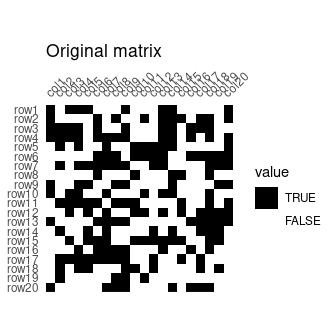 Original matrix
col1
col2
col3
col4
col5
col6
col7
col8
col9
col10
col11
col12
col13
col14
col15
col16
col17
col18
col19
col20
row1
row2
row3
row4
row5
row6
row7
row8
row9
row10
row11
row12
row13
row14
row15
row16
row17
row18
row19
row20
value
TRUE
FALSE